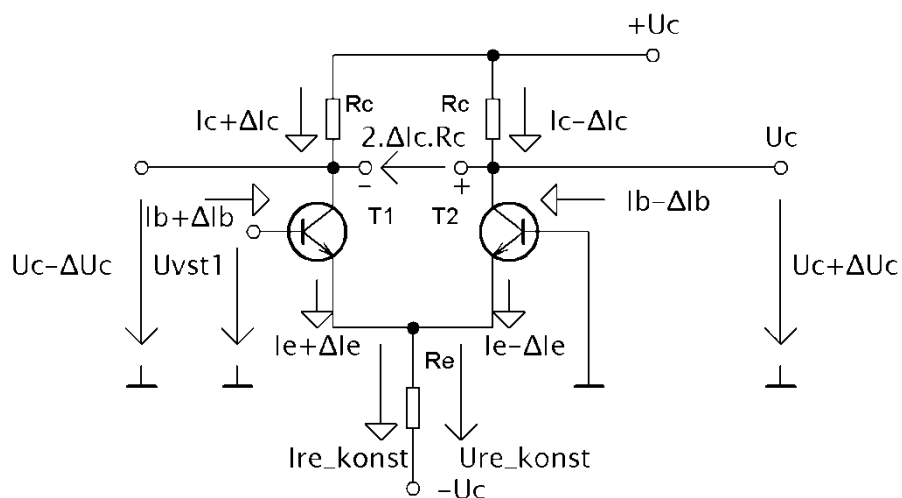 +Uc
Rc
Rc
Ic+ΔIc
Ic-ΔIc
2.ΔIc.Rc
Uc
- +
Ib+ΔIb
T1
T2
Ib-ΔIb
Uc-ΔUc
Uvst1
Uc+ΔUc
Ie+ΔIe
Re
Ie-ΔIe
Ire_konst
Ure_konst
-Uc